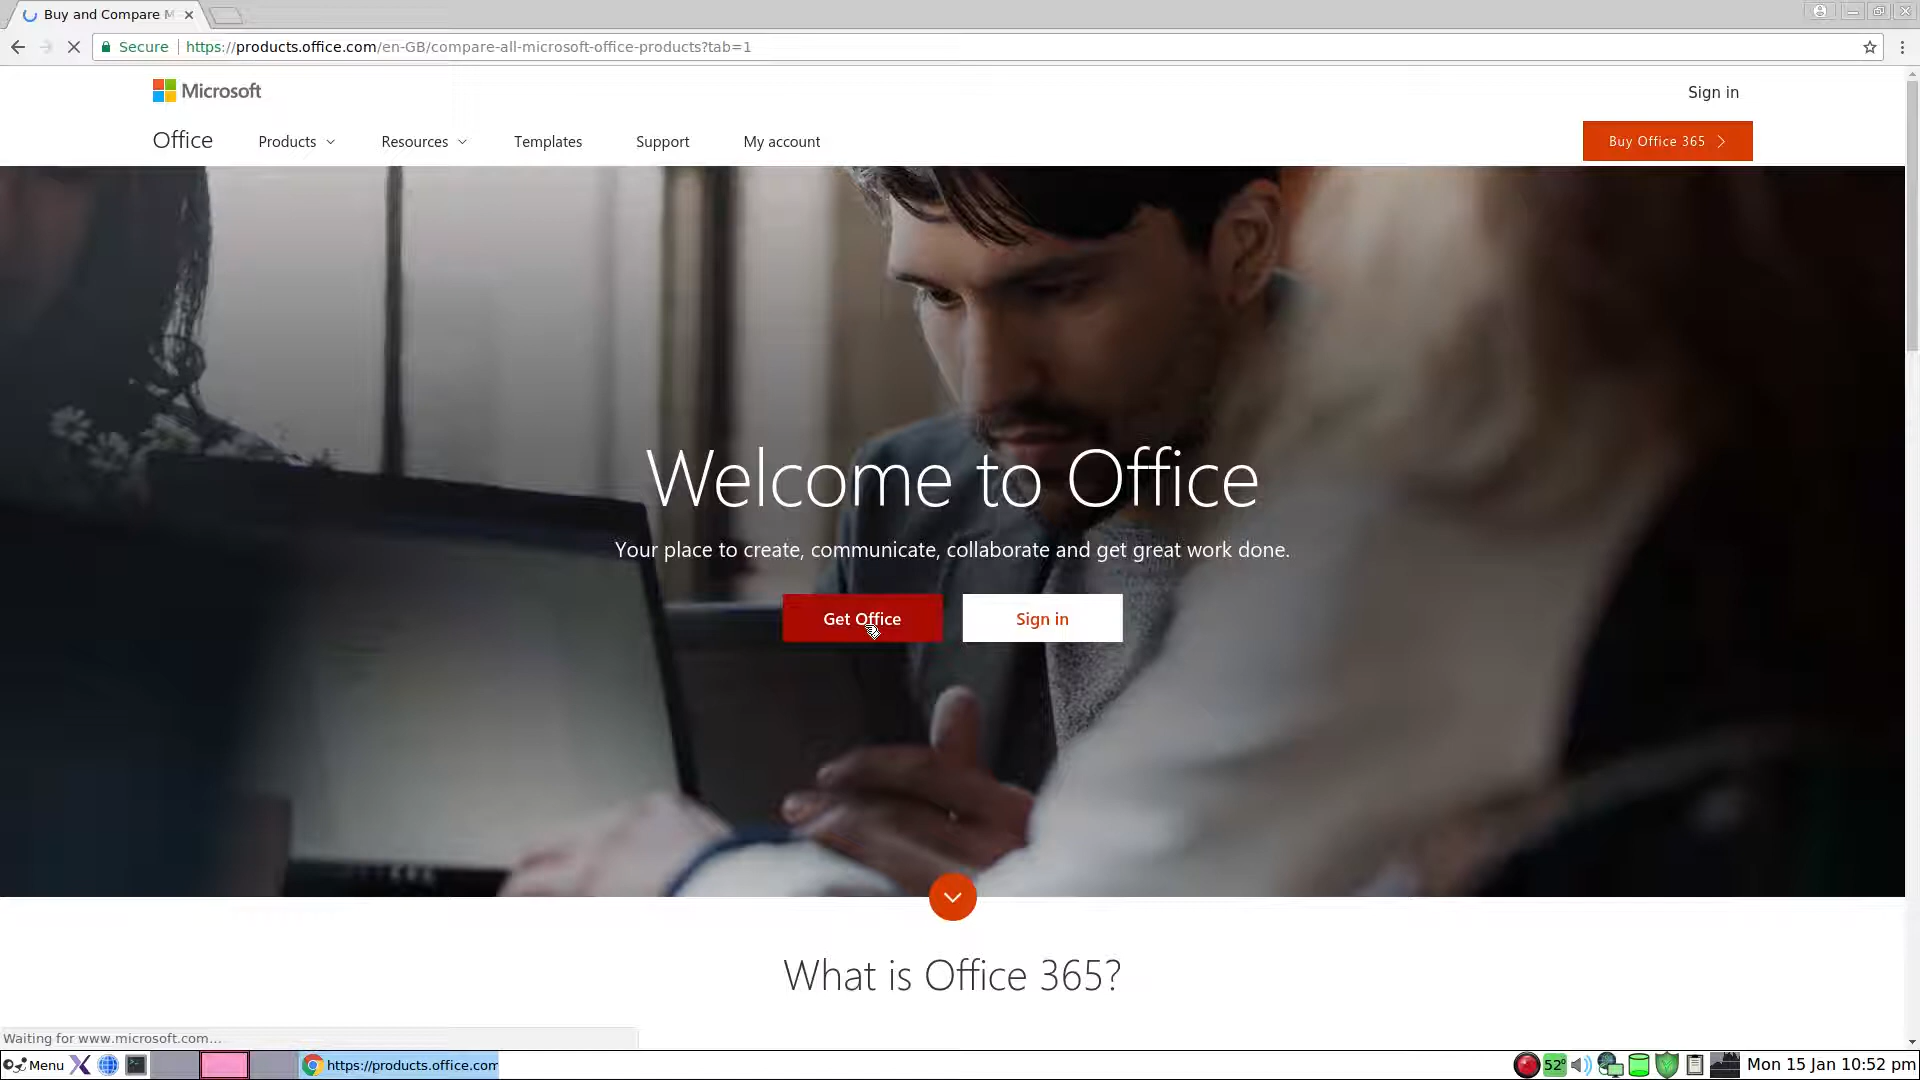 Buy and Compare M
Secure
https://products.office.com/en-GB/compare-all-microsoft-office-products?tab=1
Microsoft
Sign in
Office
Products
Resources
Templates
Support
My account
Buy Office 365
Welcome to Office
Your place to create, communicate, collaborate and get great work done.
Get Office
Sign in
What is Office 365?
Waiting for www.microsoft.com...
Menu
https://products.office.com
52°
Mon 15 Jan 10:52 pm